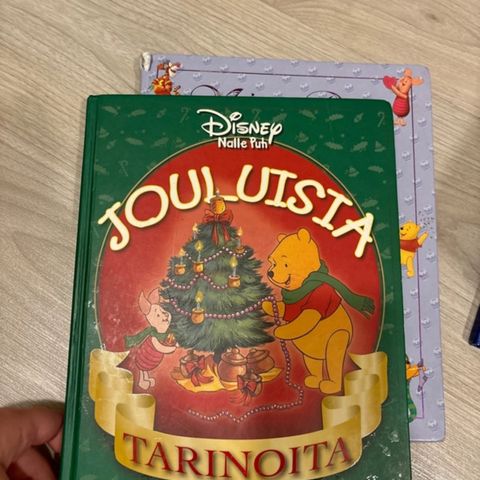 Disney
Nalle Puh
JOULUISIA
TARINOITA